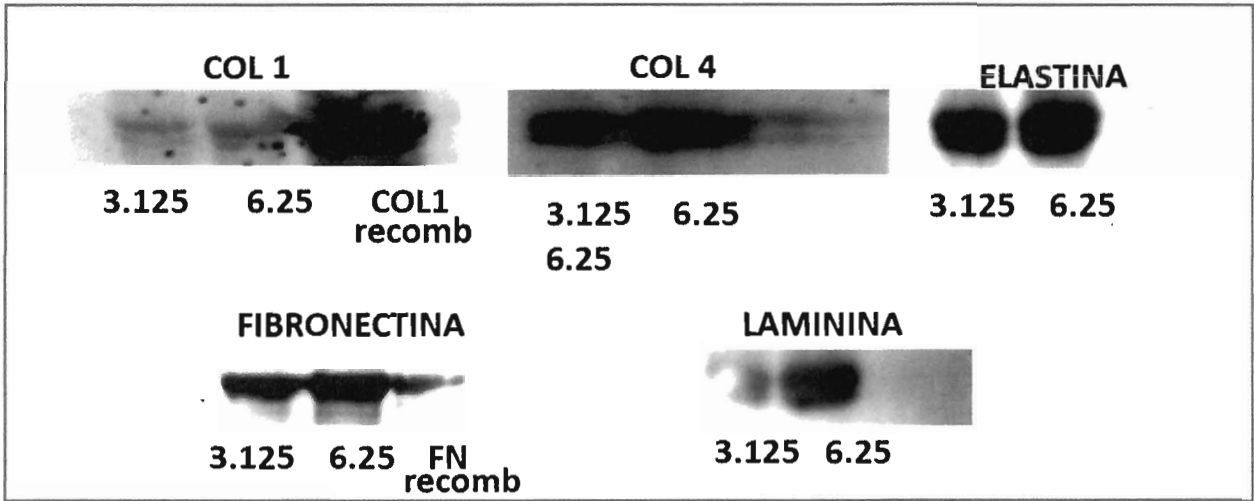 COL 1
3.125 6.25 COL1
recomb
COL 4
3.125 6.25
6.25
ELASTINA
3.125 6.25
FIBRONECTINA
3.125 6.25 FN
recomb
LAMININA
3.125 6.25